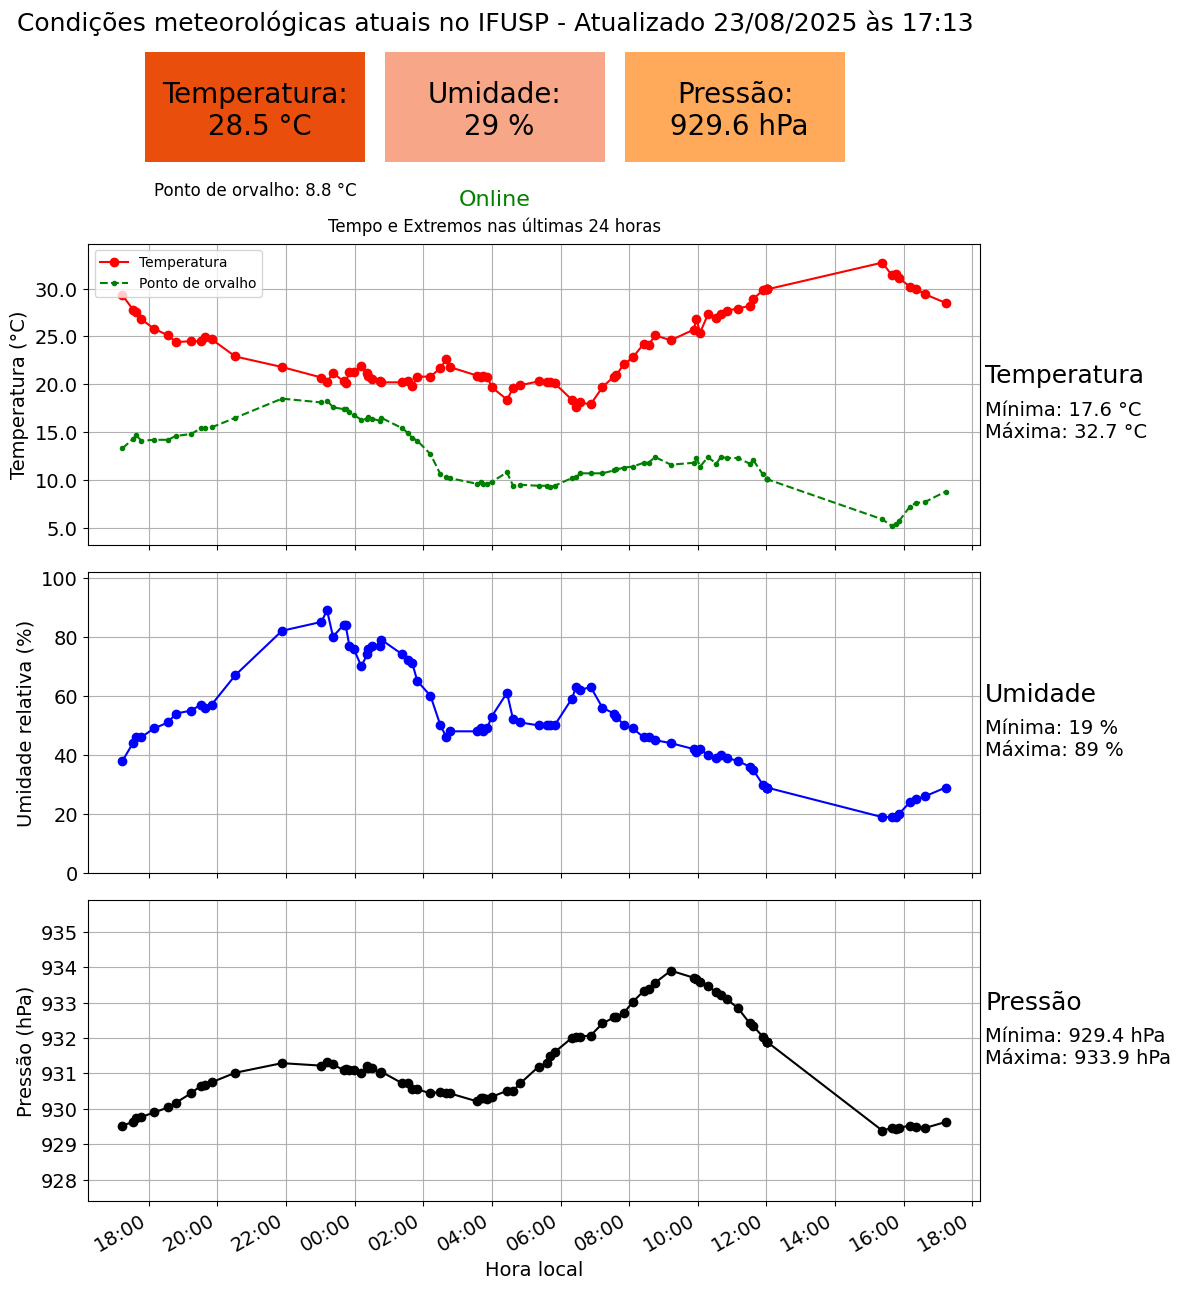 Condições meteorológicas atuais no IFUSP - Atualizado 23/08/2025 às 17:13
Temperatura:
28.5 °C
Umidade:
29 %
Pressão:
929.6 hPa
Ponto de orvalho: 8.8 °C
Online
Tempo e Extremos nas últimas 24 horas
Temperatura
Ponto de orvalho
Temperatura (°C)
30.0
25.0
20.0
15.0
10.0
5.0
Temperatura
Mínima: 17.6 °C
Máxima: 32.7 °C
Umidade relativa (%)
100
80
60
40
20
0
Umidade
Mínima: 19 %
Máxima: 89 %
Pressão (hPa)
935
934
933
932
931
930
929
928
Pressão
Mínima: 929.4 hPa
Máxima: 933.9 hPa
18:00
20:00
22:00
00:00
02:00
04:00
06:00
08:00
10:00
12:00
14:00
16:00
18:00
Hora local